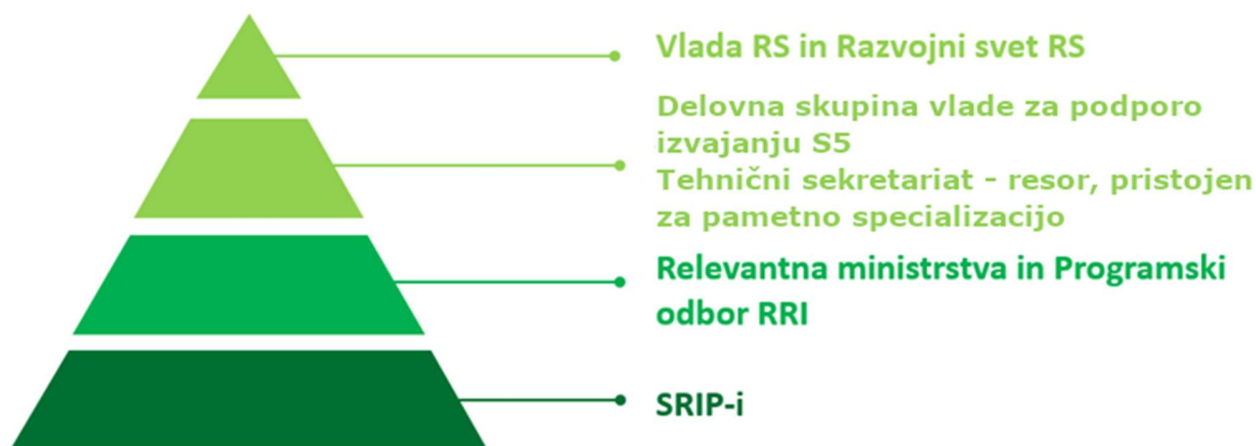 Vlada RS in Razvojni svet RS
Delovna skupina vlade za podporo
izvajanju S5
Tehnični sekretariat - resor, pristojen
za pametno specializacijo
Relevantna ministrstva in Programski
odbor RRI
SRIP-i